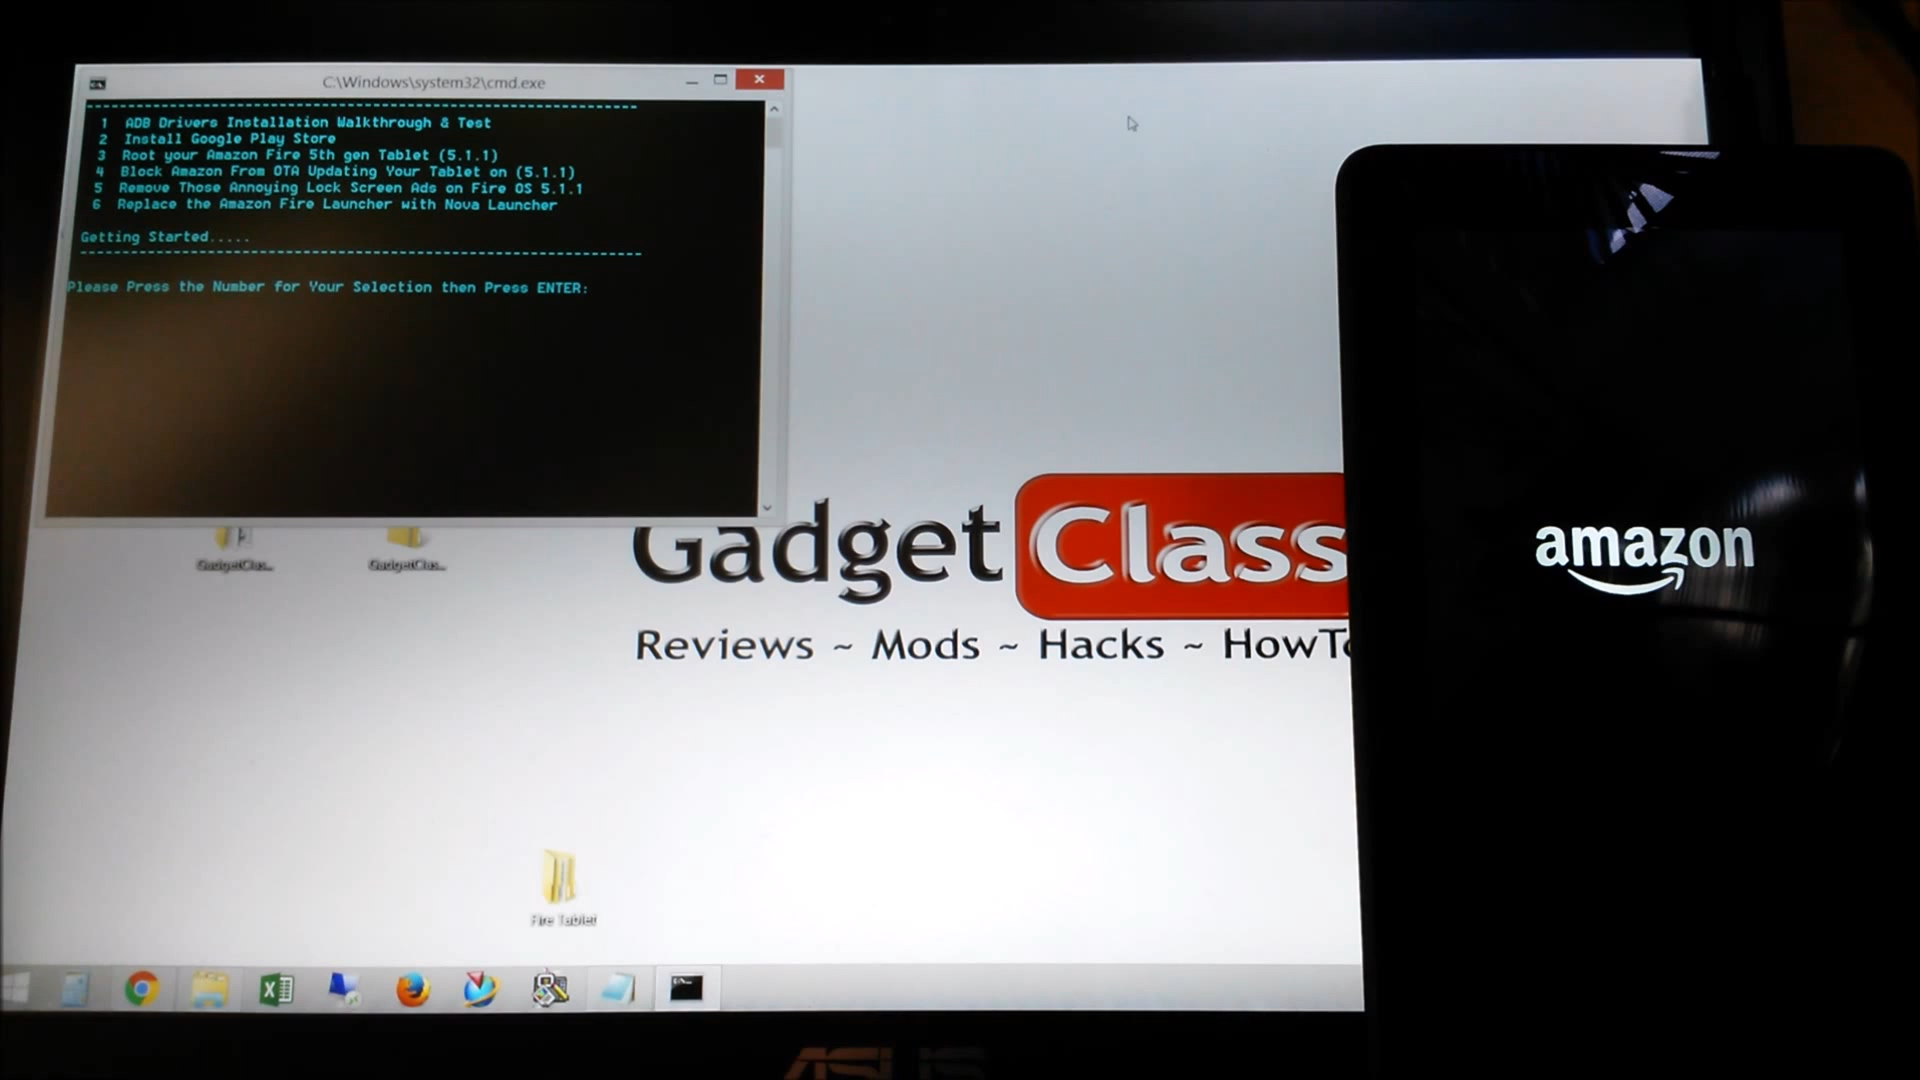 C:\Windows\system32\cmd.exe
1 ADB Drivers Installation Walkthrough & Test
2 Install Google Play Store
3 Root your Amazon Fire 5th gen Tablet (5.1.1)
4 Block Amazon From OTA Updating Your Tablet on (5.1.1)
5 Remove Those Annoying Lock Screen Ads on Fire OS 5.1.1
6 Replace the Amazon Fire Launcher with Nova Launcher
Getting Started.....
Please Press the Number for Your Selection then Press ENTER:
GadgetClas...
GadgetClas...
Gadget Class
Reviews ~ Mods ~ Hacks ~ HowTo
amazon
Fire Tablet
ASUS